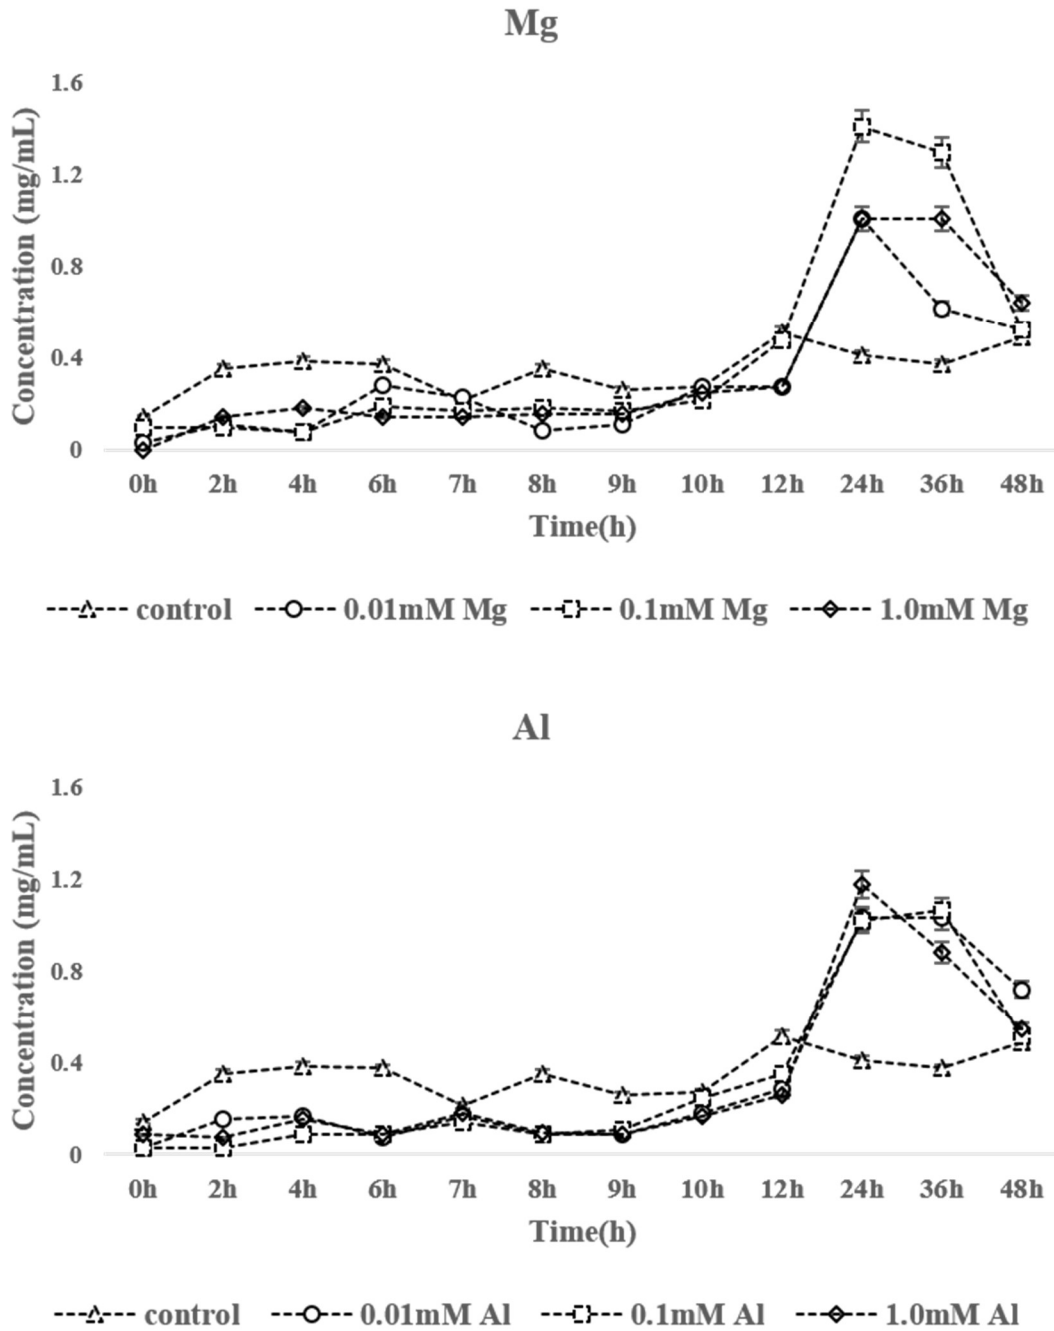 Mg
Concentration (mg/mL)
1.6
1.2
0.8
0.4
0
0h 2h 4h 6h 7h 8h 9h 10h 12h 24h 36h 48h
Time(h)
control 0.01mM Mg 0.1mM Mg 1.0mM Mg
Al
Concentration (mg/mL)
1.6
1.2
0.8
0.4
0
0h 2h 4h 6h 7h 8h 9h 10h 12h 24h 36h 48h
Time(h)
control 0.01mM Al 0.1mM Al 1.0mM Al